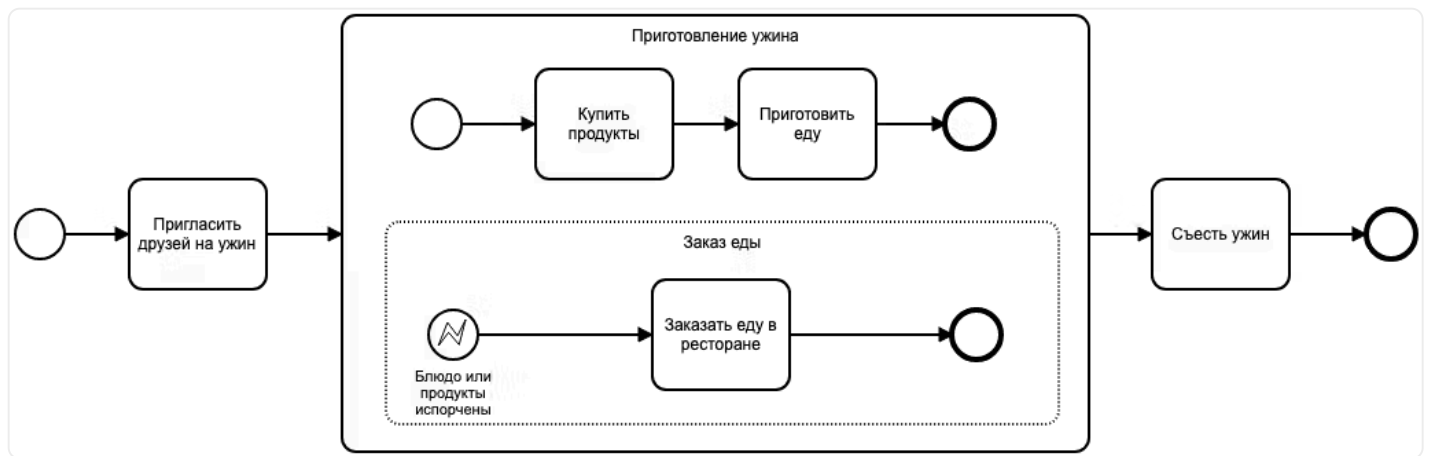 Приготовление ужина
Купить
продукты
Приготовить
еду
Пригласить
друзей на ужин
Съесть ужин
Заказ еды
Заказать еду в
ресторане
Блюдо или
продукты
испорчены